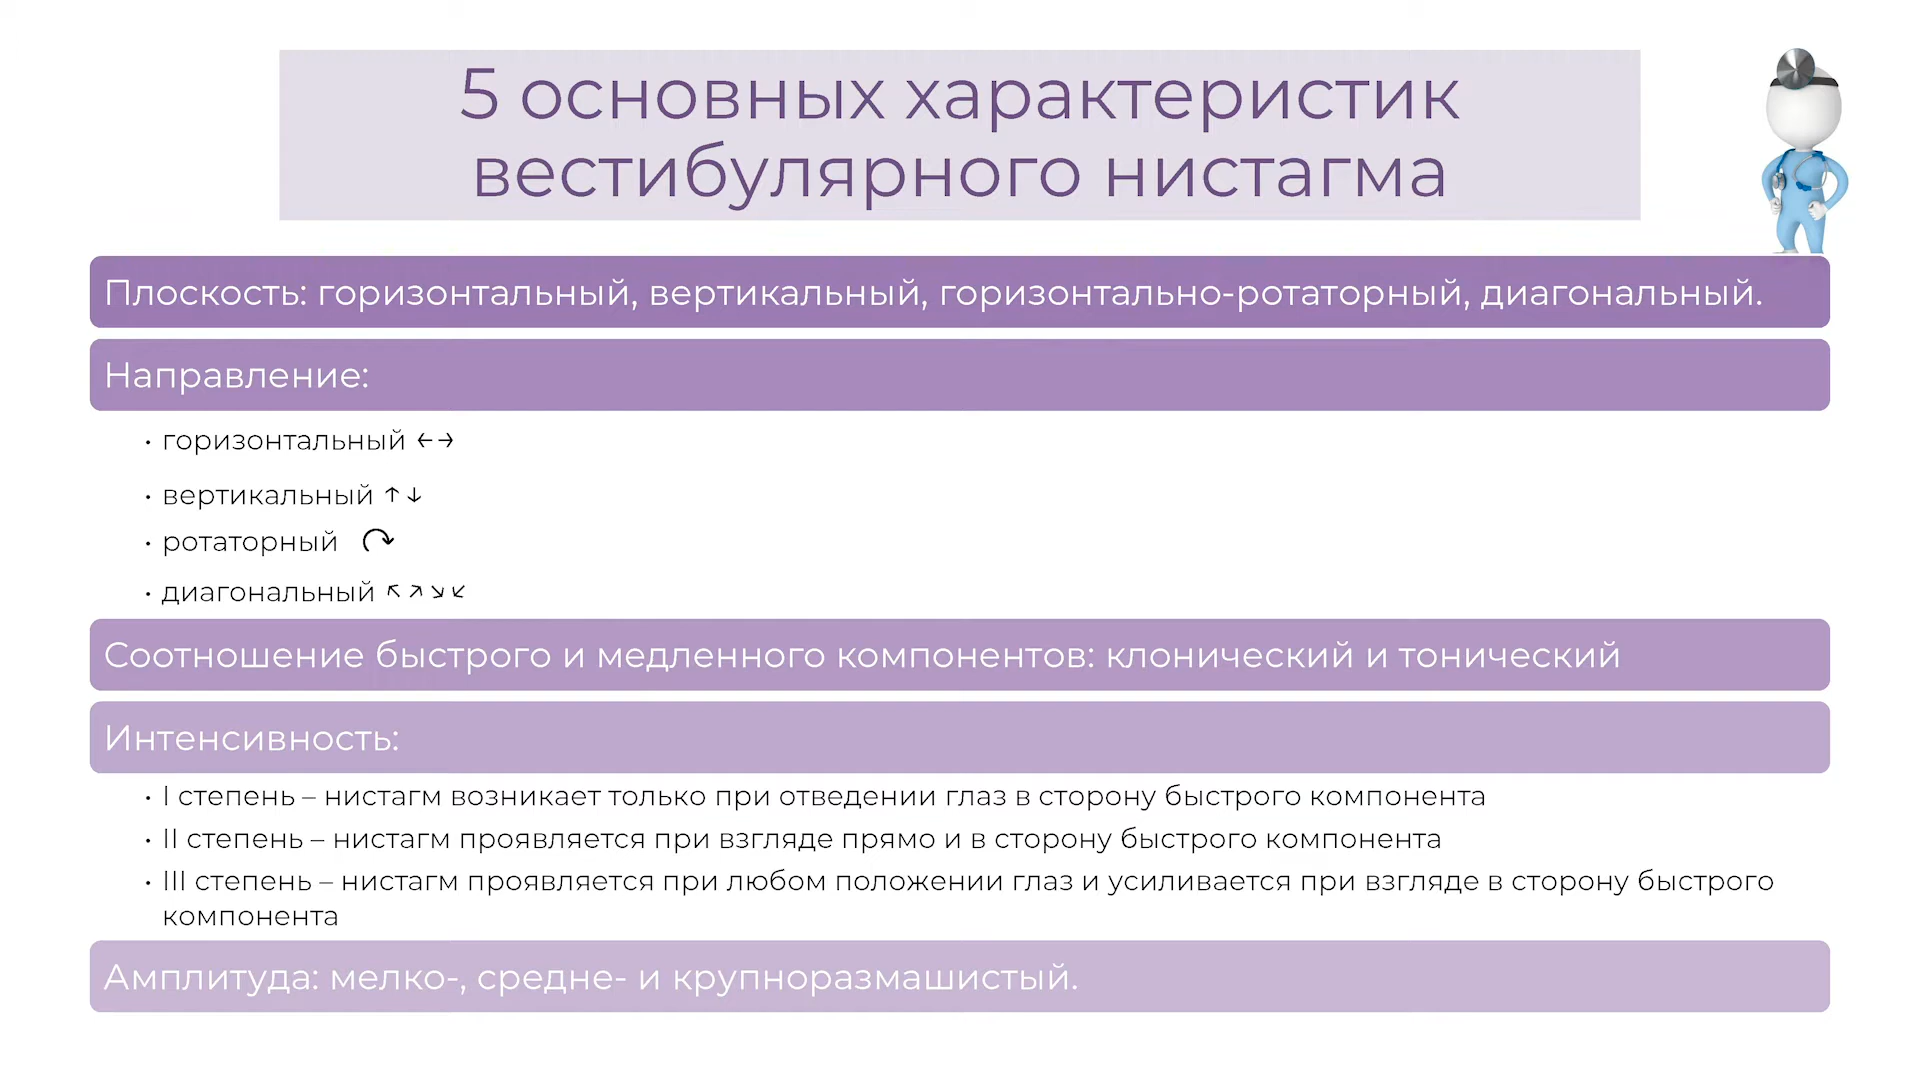 5 основных характеристик
вестибулярного нистагма
Плоскость: горизонтальный, вертикальный, горизонтально-ротаторный, диагональный.
Направление:
• горизонтальный ←→
• вертикальный ↑↓
• ротаторный ↷
• диагональный ↖↗↘↙
Соотношение быстрого и медленного компонентов: клонический и тонический
Интенсивность:
• I степень – нистагм возникает только при отведении глаз в сторону быстрого компонента
• II степень – нистагм проявляется при взгляде прямо и в сторону быстрого компонента
• III степень – нистагм проявляется при любом положении глаз и усиливается при взгляде в сторону быстрого
компонента
Амплитуда: мелко-, средне- и крупноразмашистый.